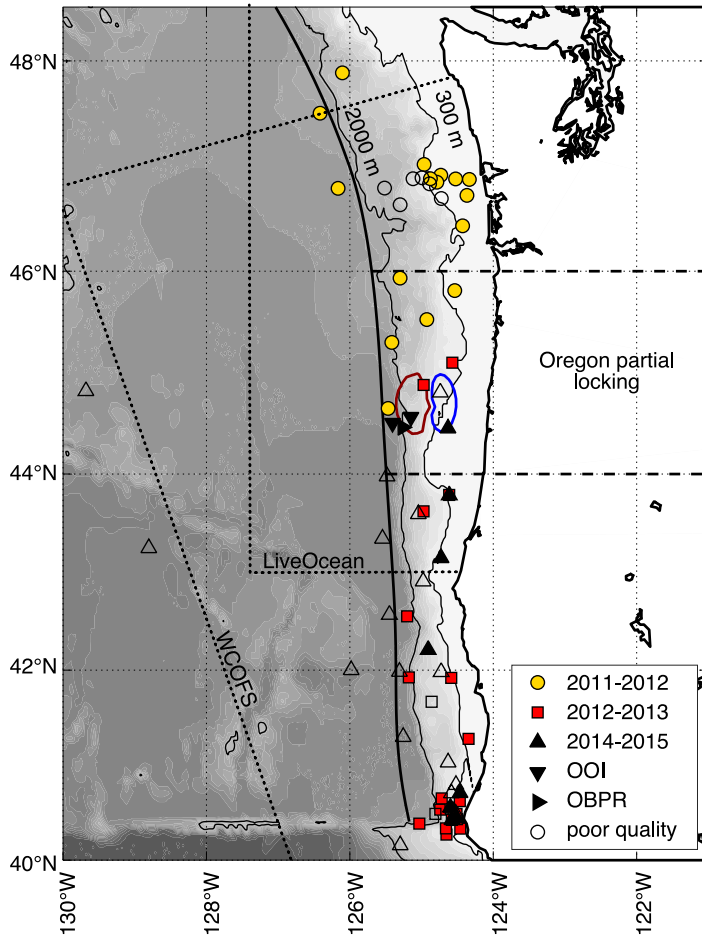 48°N
46°N
44°N
42°N
40°N
130°W
128°W
126°W
124°W
122°W
2000 m
300 m
Oregon partial
locking
LiveOcean
WCOFS
2011-2012
2012-2013
2014-2015
OOI
OBPR
poor quality